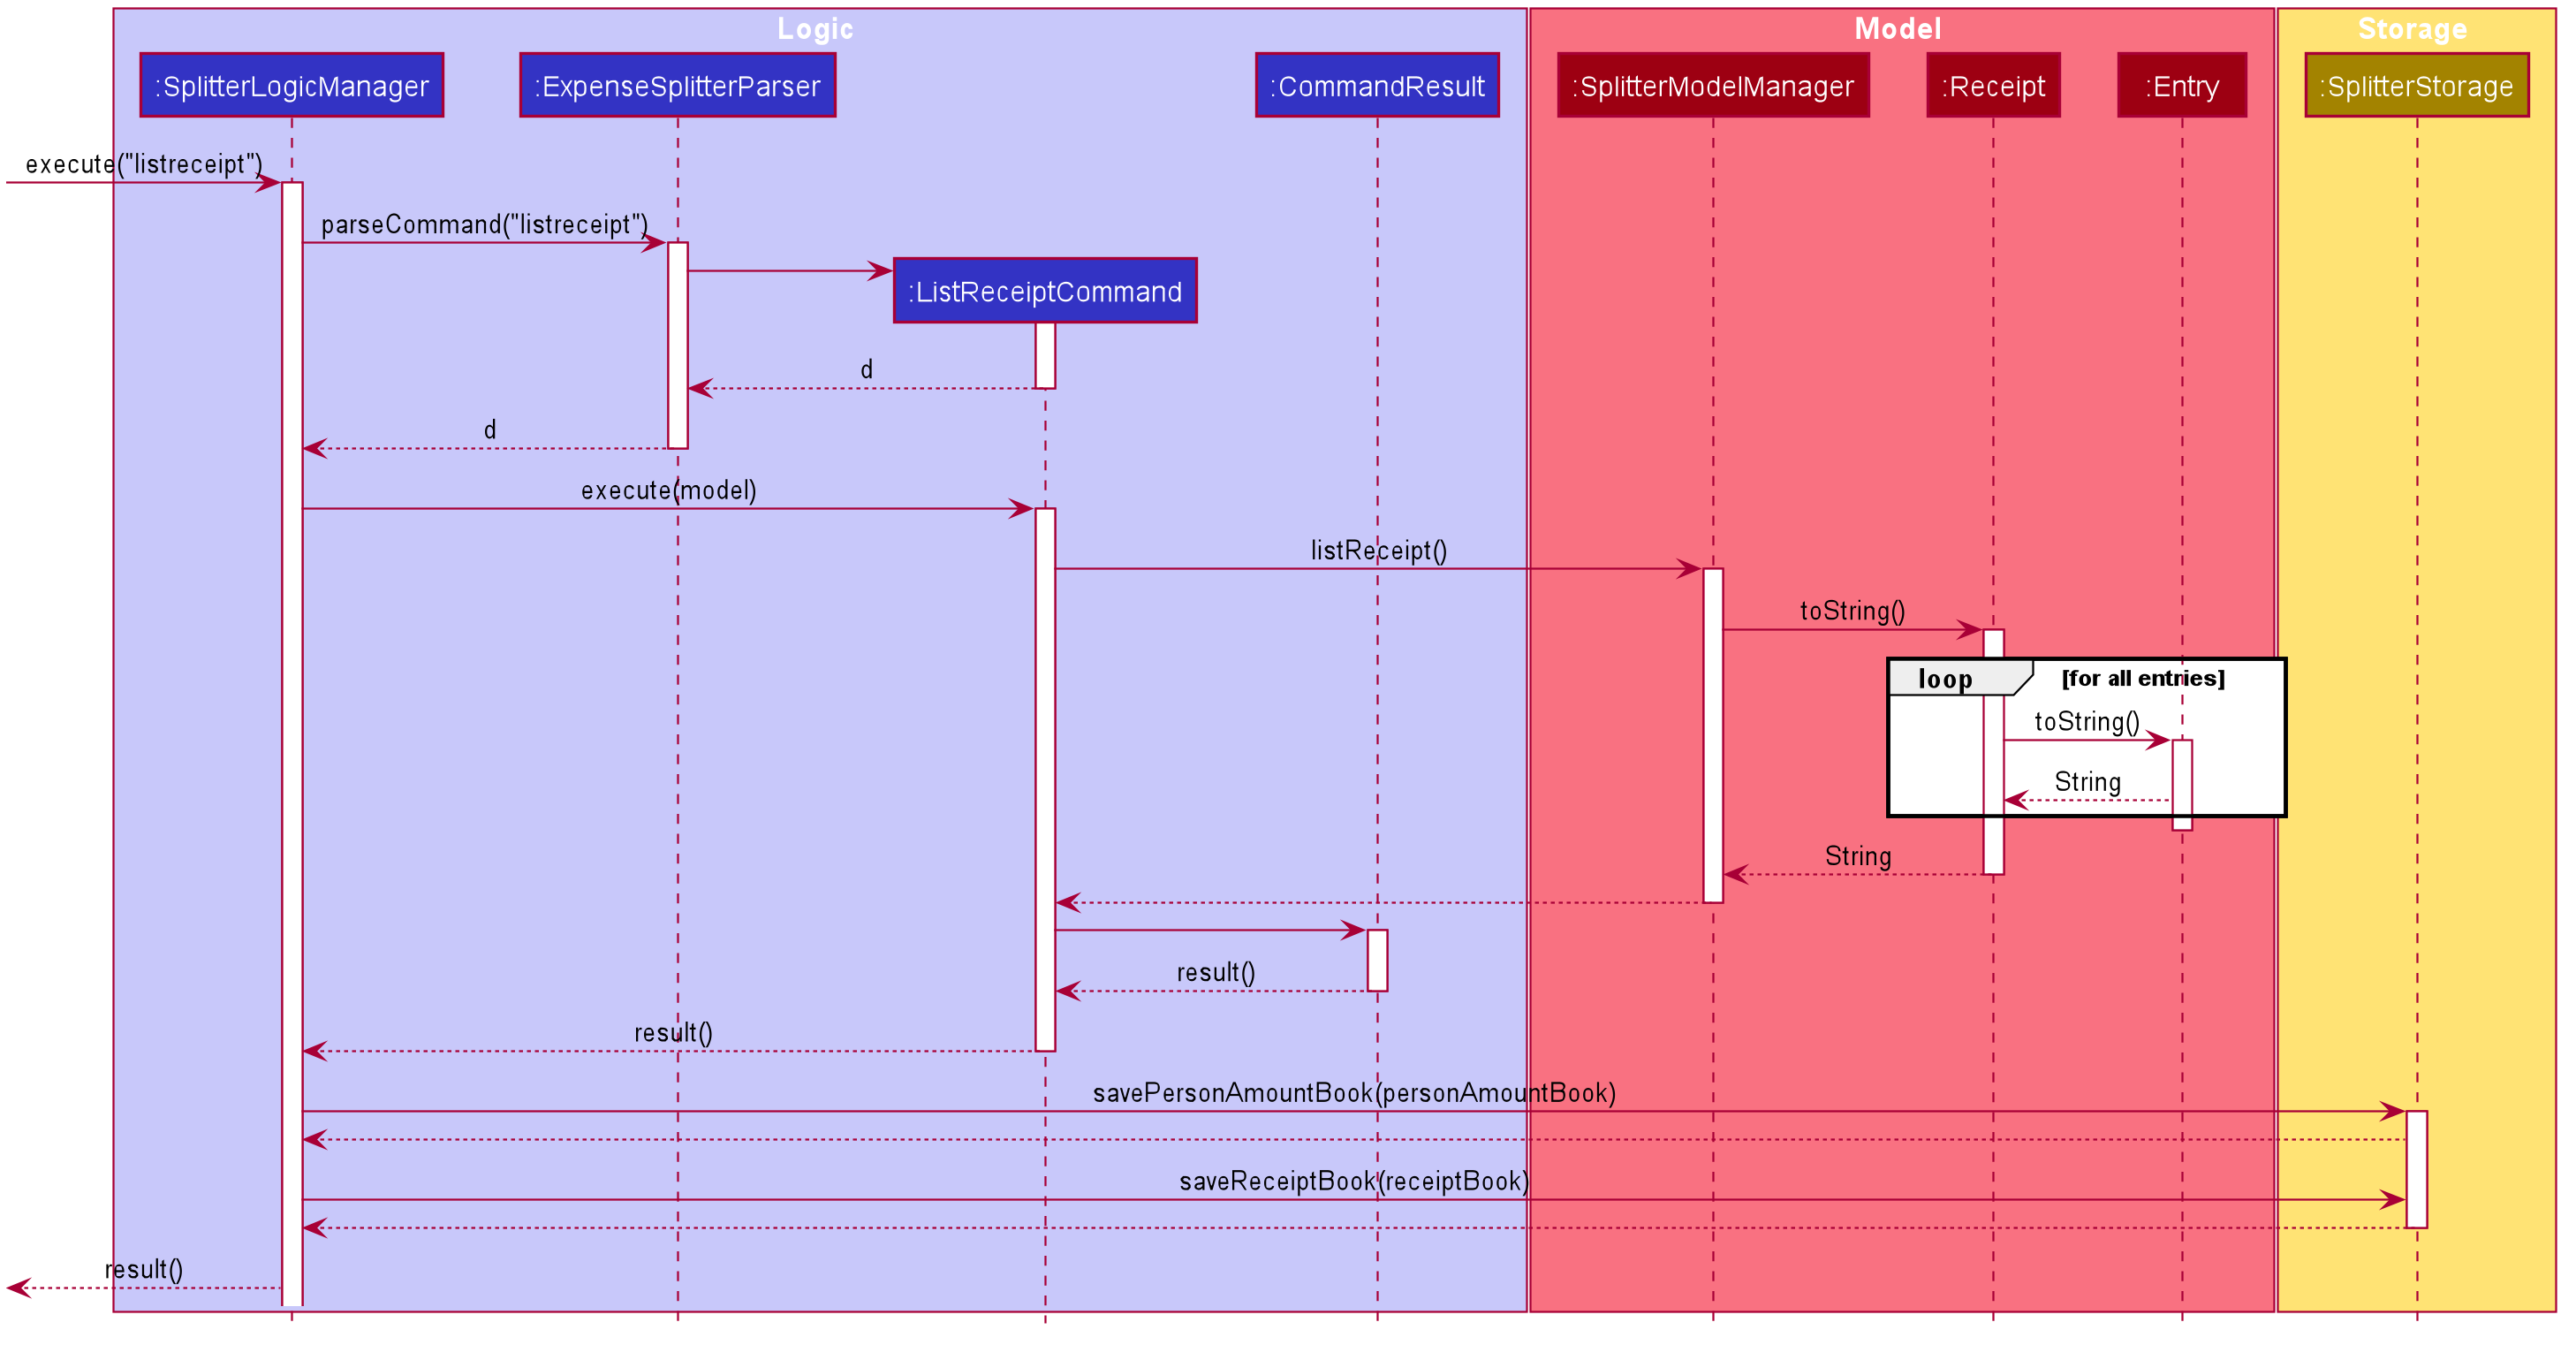 Logic
Model
Storage
:SplitterLogicManager
:ExpenseSplitterParser
:CommandResult
:SplitterModelManager
:Receipt
:Entry
:SplitterStorage
execute("listreceipt")
parseCommand("listreceipt")
:ListReceiptCommand
d
d
execute(model)
listReceipt()
toString()
loop
[for all entries]
toString()
String
String
result()
result()
savePersonAmountBook(personAmountBook)
saveReceiptBook(receiptBook)
result()